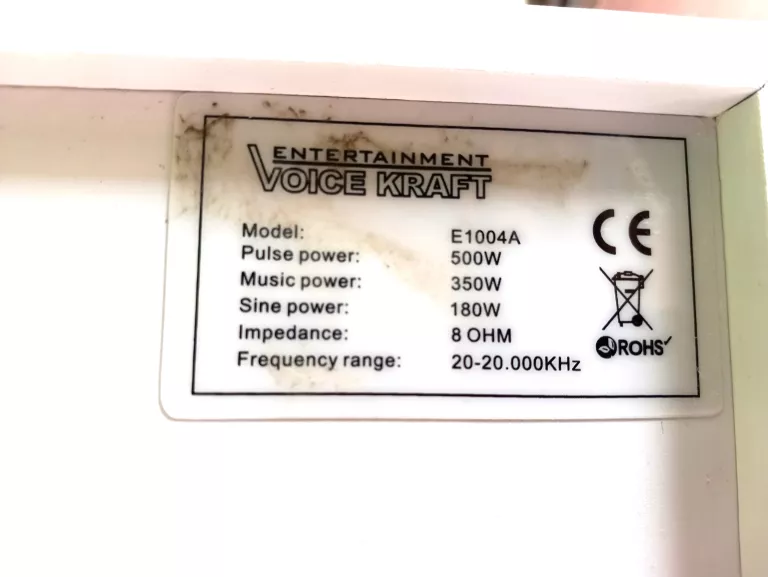 ENTERTAINMENT
VOICE KRAFT
Model: E1004A
Pulse power: 500W
Music power: 350W
Sine power: 180W
Impedance: 8 OHM
Frequency range: 20-20.000KHz
CE
ROHS